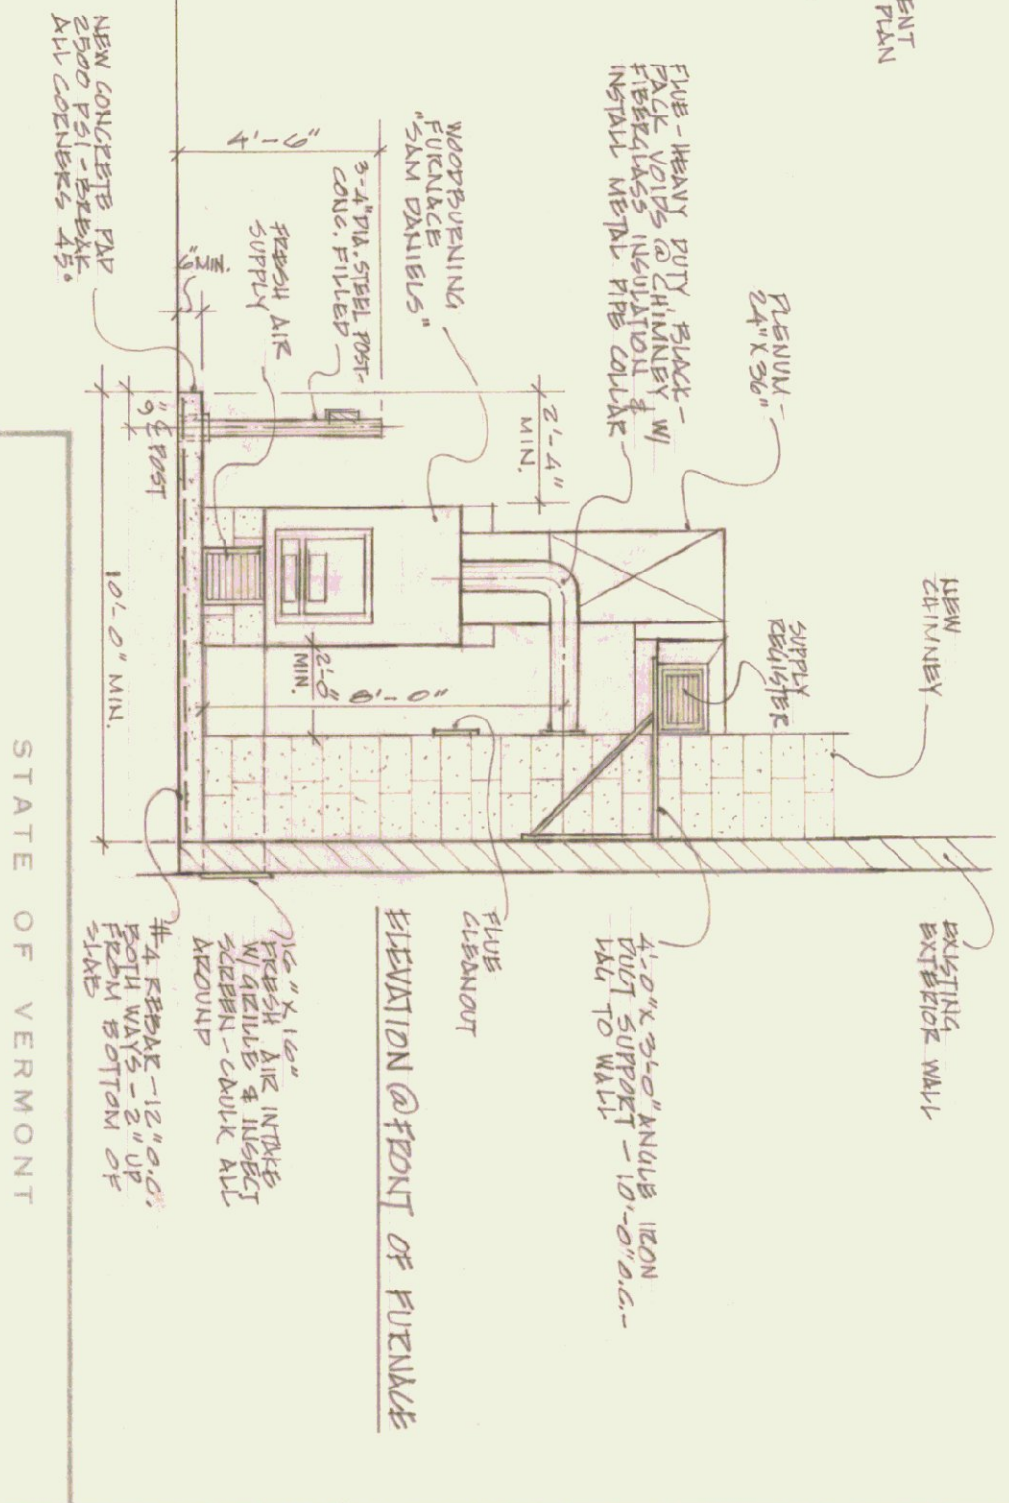 ENT
PLAN
NEW
CHIMNEY
EXISTING
EXTERIOR WALL
PLENUM-
24" X 36"
SUPPLY
REGISTER
FLUE-HEAVY DUTY, BLACK-
PACK VOIDS @ CHIMNEY W/
FIBERGLASS INSULATION &
INSTALL METAL PIPE COLLAR
4'-0" X 3'-0" ANGLE IRON
DUCT SUPPORT - 10'-0" O.C.-
LAG TO WALL
WOODBURNING
FURNACE
"SAM DANIELS"
2'-4"
MIN.
FLUE
CLEANOUT
3-4" DIA. STEEL POST-
CONC. FILLED
4'-6"
FRESH AIR
SUPPLY
8'-0"
2'-0"
MIN.
6"
9"
℄ POST
10'-0" MIN.
NEW CONCRETE PAD
2500 PSI-BREAK
ALL CORNERS 45°
16" X 16"
FRESH AIR INTAKE
W/ GRILLE & INSECT
SCREEN-CAULK ALL
AROUND
#4 REBAR-12" O.C.
BOTH WAYS-2" UP
FROM BOTTOM OF
SLAB
ELEVATION @ FRONT OF FURNACE
STATE OF VERMONT